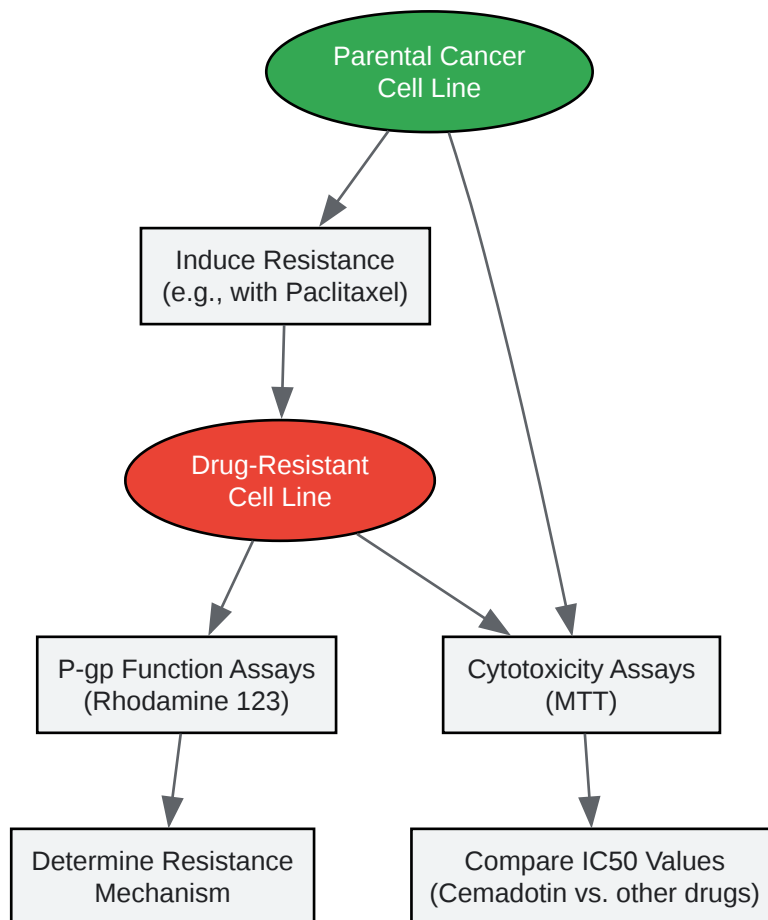 Parental Cancer
Cell Line
Induce Resistance
(e.g., with Paclitaxel)
Drug-Resistant
Cell Line
P-gp Function Assays
(Rhodamine 123)
Cytotoxicity Assays
(MTT)
Determine Resistance
Mechanism
Compare IC50 Values
(Cemadotin vs. other drugs)